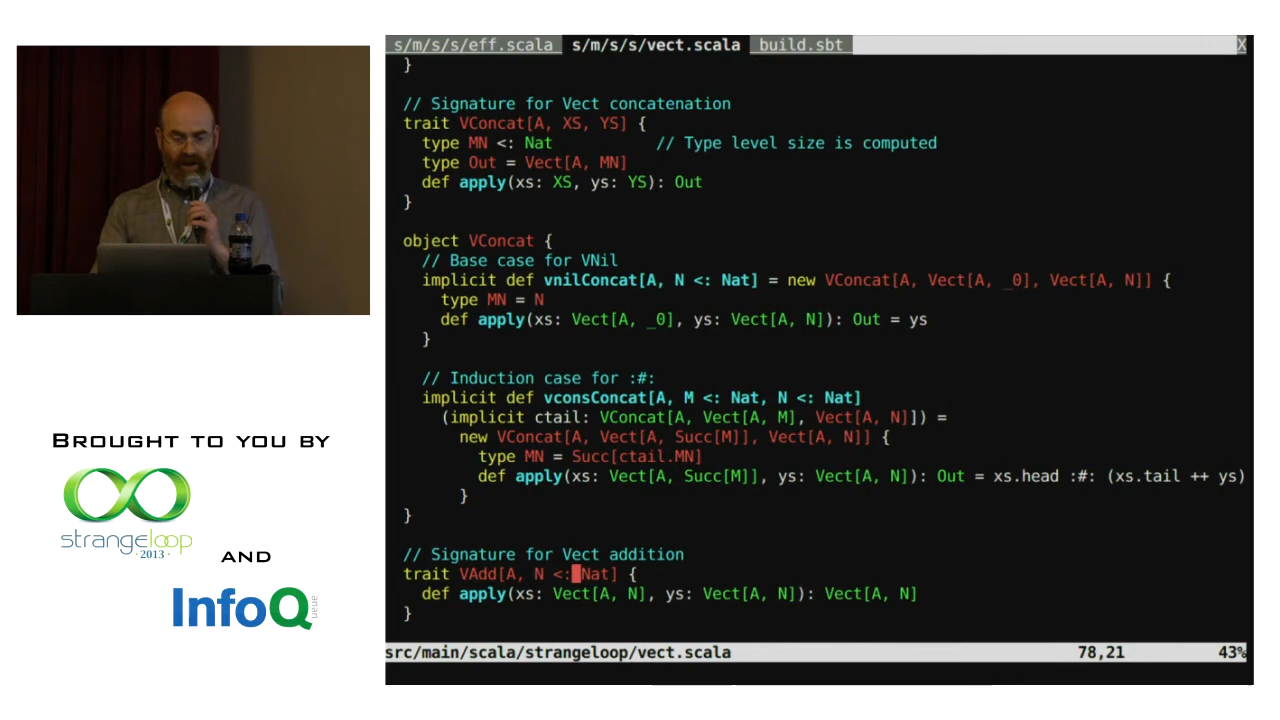 s/m/s/s/eff.scala s/m/s/s/vect.scala build.sbt X
}
// Signature for Vect concatenation
trait VConcat[A, XS, YS] {
type MN <: Nat // Type level size is computed
type Out = Vect[A, MN]
def apply(xs: XS, ys: YS): Out
}
object VConcat {
// Base case for VNil
implicit def vnilConcat[A, N <: Nat] = new VConcat[A, Vect[A, _0], Vect[A, N]] {
type MN = N
def apply(xs: Vect[A, _0], ys: Vect[A, N]): Out = ys
}
// Induction case for :#:
implicit def vconsConcat[A, M <: Nat, N <: Nat]
(implicit ctail: VConcat[A, Vect[A, M], Vect[A, N]]) =
new VConcat[A, Vect[A, Succ[M]], Vect[A, N]] {
type MN = Succ[ctail.MN]
def apply(xs: Vect[A, Succ[M]], ys: Vect[A, N]): Out = xs.head :#: (xs.tail ++ ys)
}
}
// Signature for Vect addition
trait VAdd[A, N <: Nat] {
def apply(xs: Vect[A, N], ys: Vect[A, N]): Vect[A, N]
}
src/main/scala/strangeloop/vect.scala 78,21 43%
BROUGHT TO YOU BY
strangeloop
·2013·
AND
InfoQ